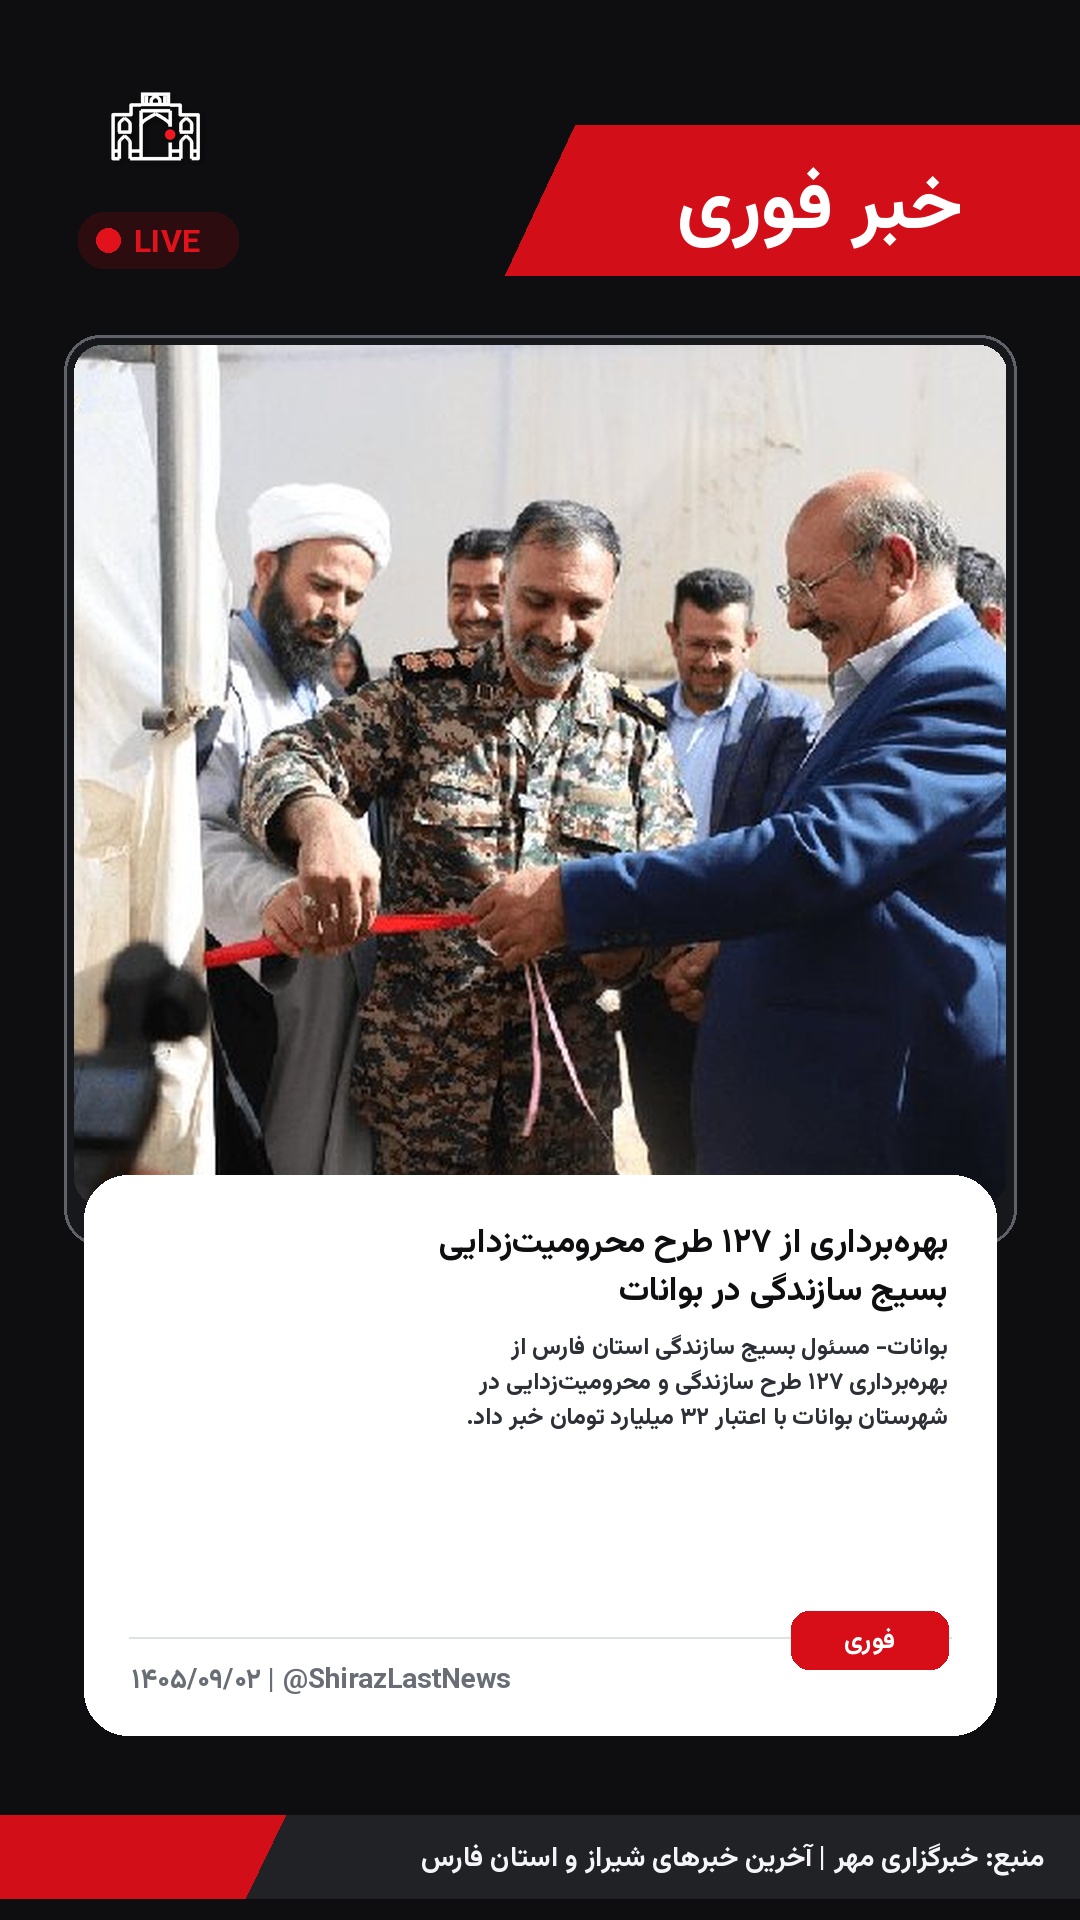 LIVE
خبر فوری
بهره‌برداری از ۱۲۷ طرح محرومیت‌زدایی
بسیج سازندگی در بوانات
بوانات- مسئول بسیج سازندگی استان فارس از
بهره‌برداری ۱۲۷ طرح سازندگی و محرومیت‌زدایی در
شهرستان بوانات با اعتبار ۳۲ میلیارد تومان خبر داد.
فوری
۱۴۰۵/۰۹/۰۲ | @ShirazLastNews
منبع: خبرگزاری مهر | آخرین خبرهای شیراز و استان فارس